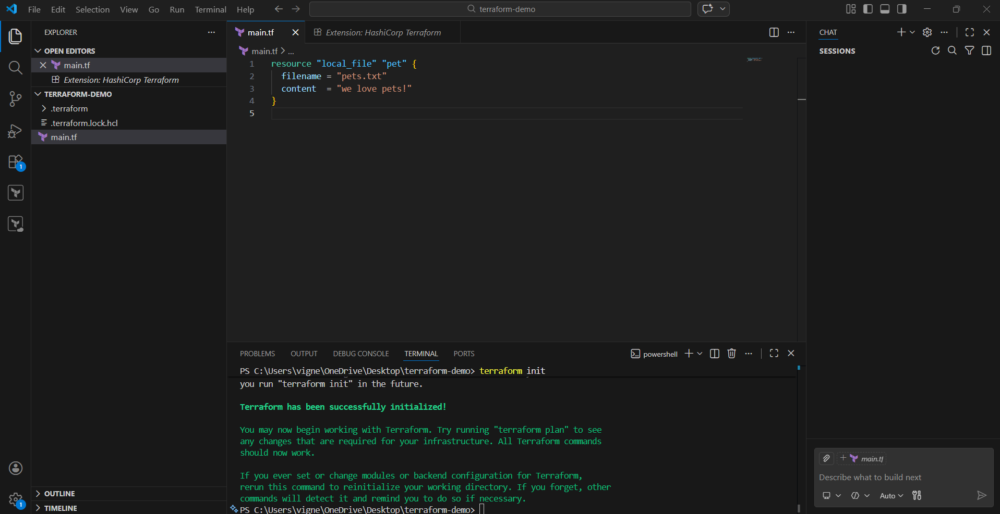 File Edit Selection View Go Run Terminal Help
terraform-demo
EXPLORER
OPEN EDITORS
main.tf
Extension: HashiCorp Terraform
TERRAFORM-DEMO
.terraform
.terraform.lock.hcl
main.tf
1
OUTLINE
1
TIMELINE
main.tf Extension: HashiCorp Terraform
main.tf > ...
1 resource "local_file" "pet" {
2 filename = "pets.txt"
3 content = "we love pets!"
4 }
5
PROBLEMS OUTPUT DEBUG CONSOLE TERMINAL PORTS
powershell
PS C:\Users\vigne\OneDrive\Desktop\terraform-demo> terraform init
you run "terraform init" in the future.
Terraform has been successfully initialized!
You may now begin working with Terraform. Try running "terraform plan" to see
any changes that are required for your infrastructure. All Terraform commands
should now work.
If you ever set or change modules or backend configuration for Terraform,
rerun this command to reinitialize your working directory. If you forget, other
commands will detect it and remind you to do so if necessary.
PS C:\Users\vigne\OneDrive\Desktop\terraform-demo>
CHAT
SESSIONS
main.tf
Describe what to build next
Auto